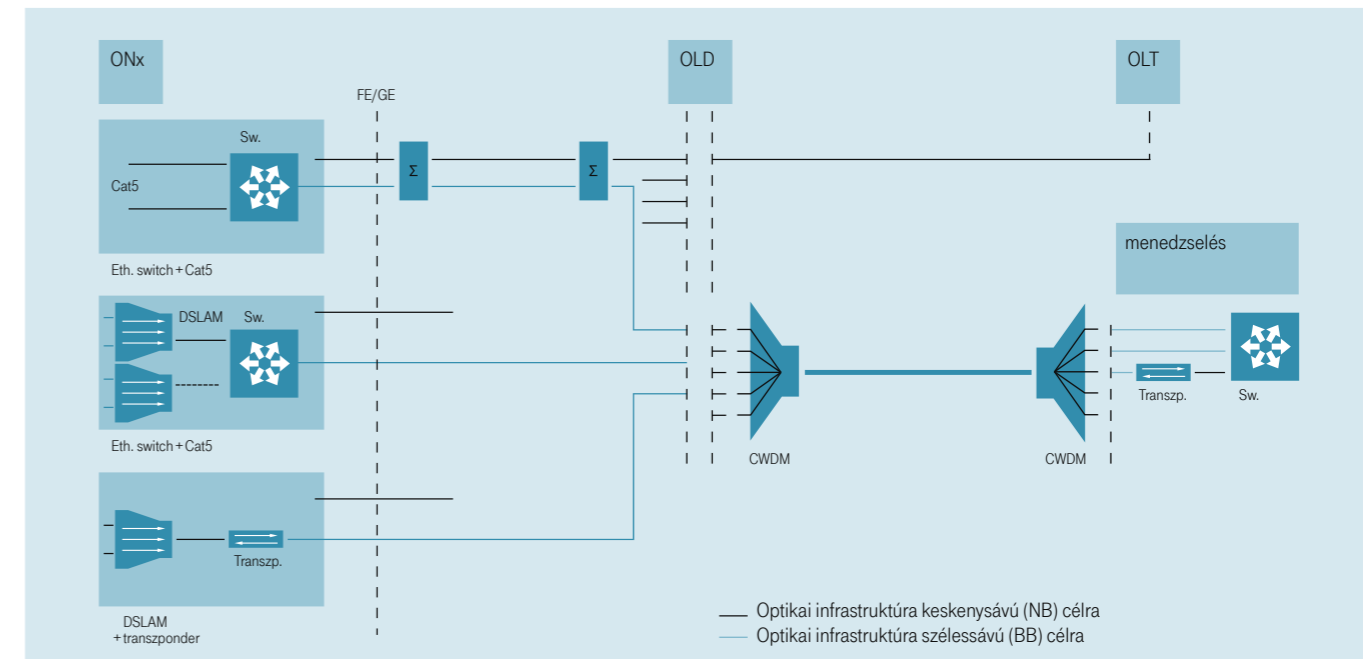 ONx
OLD
OLT
FE/GE
Sw.
Cat5
Σ
Σ
Eth. switch + Cat5
menedzselés
DSLAM
Sw.
Transzp.
Sw.
Eth. switch + Cat5
CWDM
CWDM
Transzp.
DSLAM
+ transzponder
Optikai infrastruktúra keskenysávú (NB) célra
Optikai infrastruktúra szélessávú (BB) célra